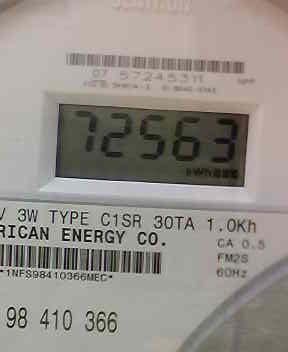 07 57245311
72563
kWh
V 3W TYPE C1SR 30TA 1.0Kh
RICAN ENERGY CO.
CA 0.5
FM2S
60Hz
*1NFS98410366MEC*
98 410 366